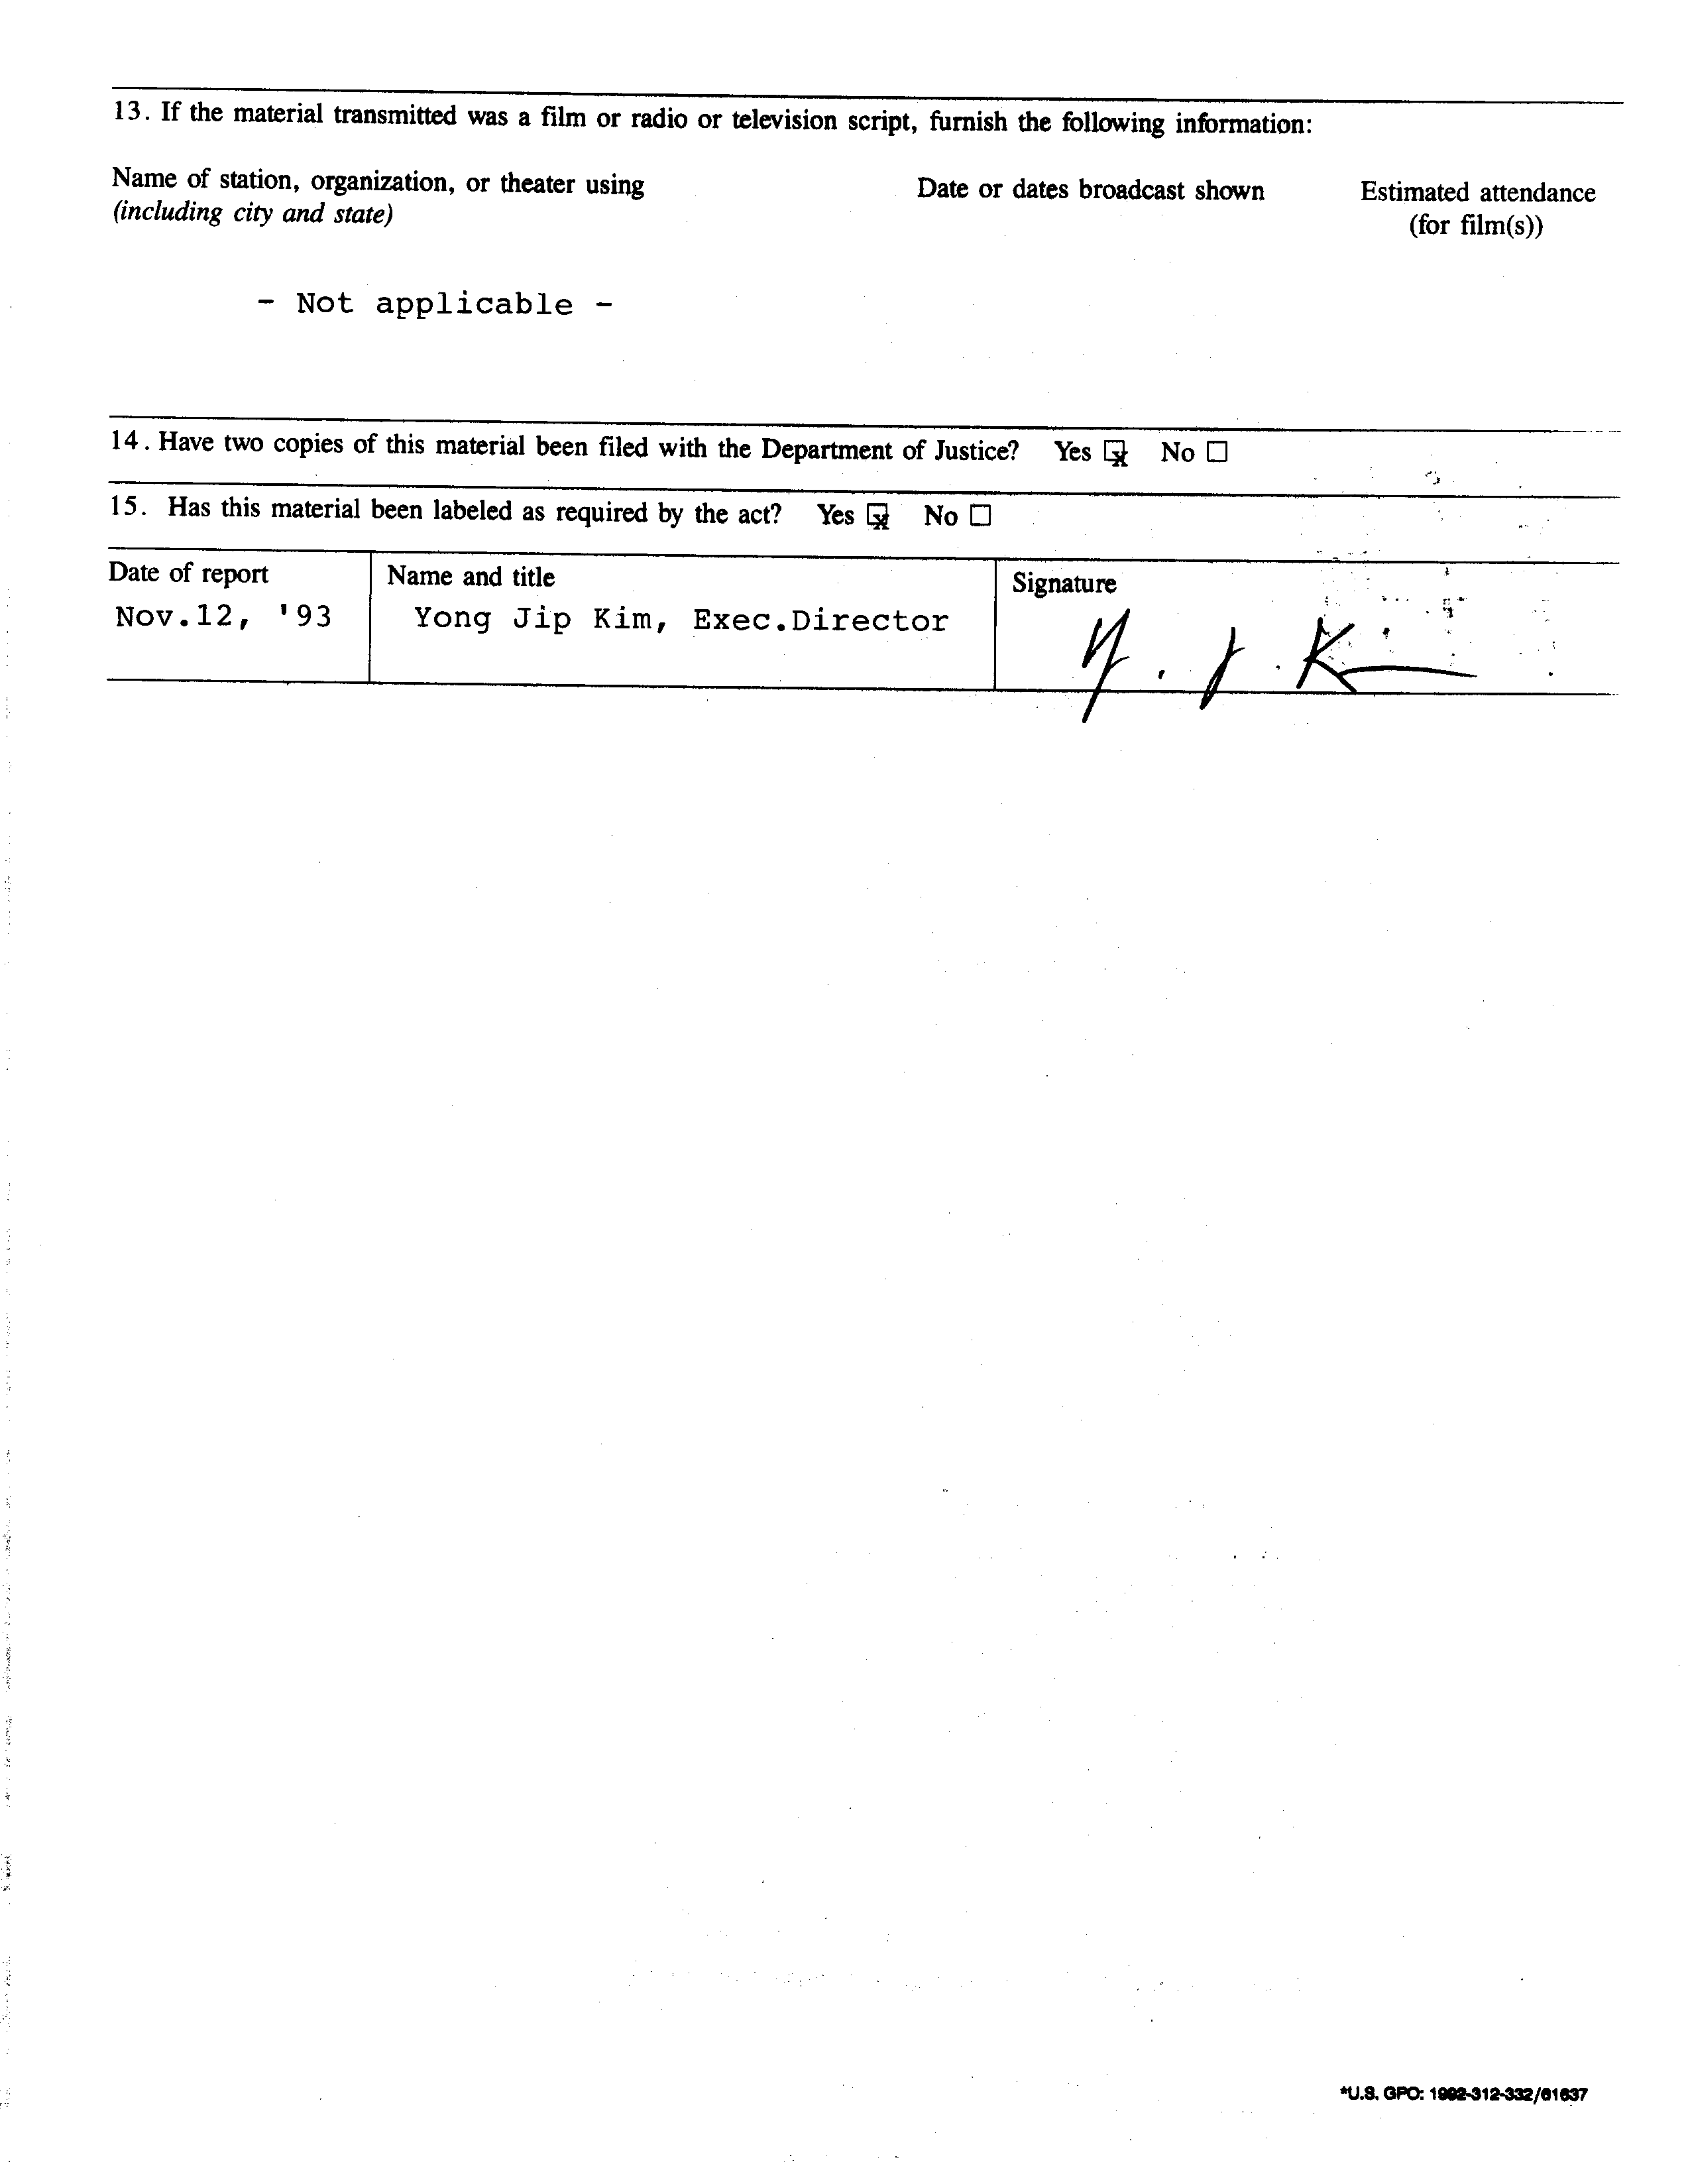 13. If the material transmitted was a film or radio or television script, furnish the following information:
Name of station, organization, or theater using
(including city and state)
Date or dates broadcast shown
Estimated attendance
(for film(s))
- Not applicable -
14. Have two copies of this material been filed with the Department of Justice? Yes ☒ No ☐
15. Has this material been labeled as required by the act? Yes ☒ No ☐
Date of report
Nov.12, '93
Name and title
Yong Jip Kim, Exec.Director
Signature
Y. J. Kim
*U.S. GPO: 1992-312-332/61637